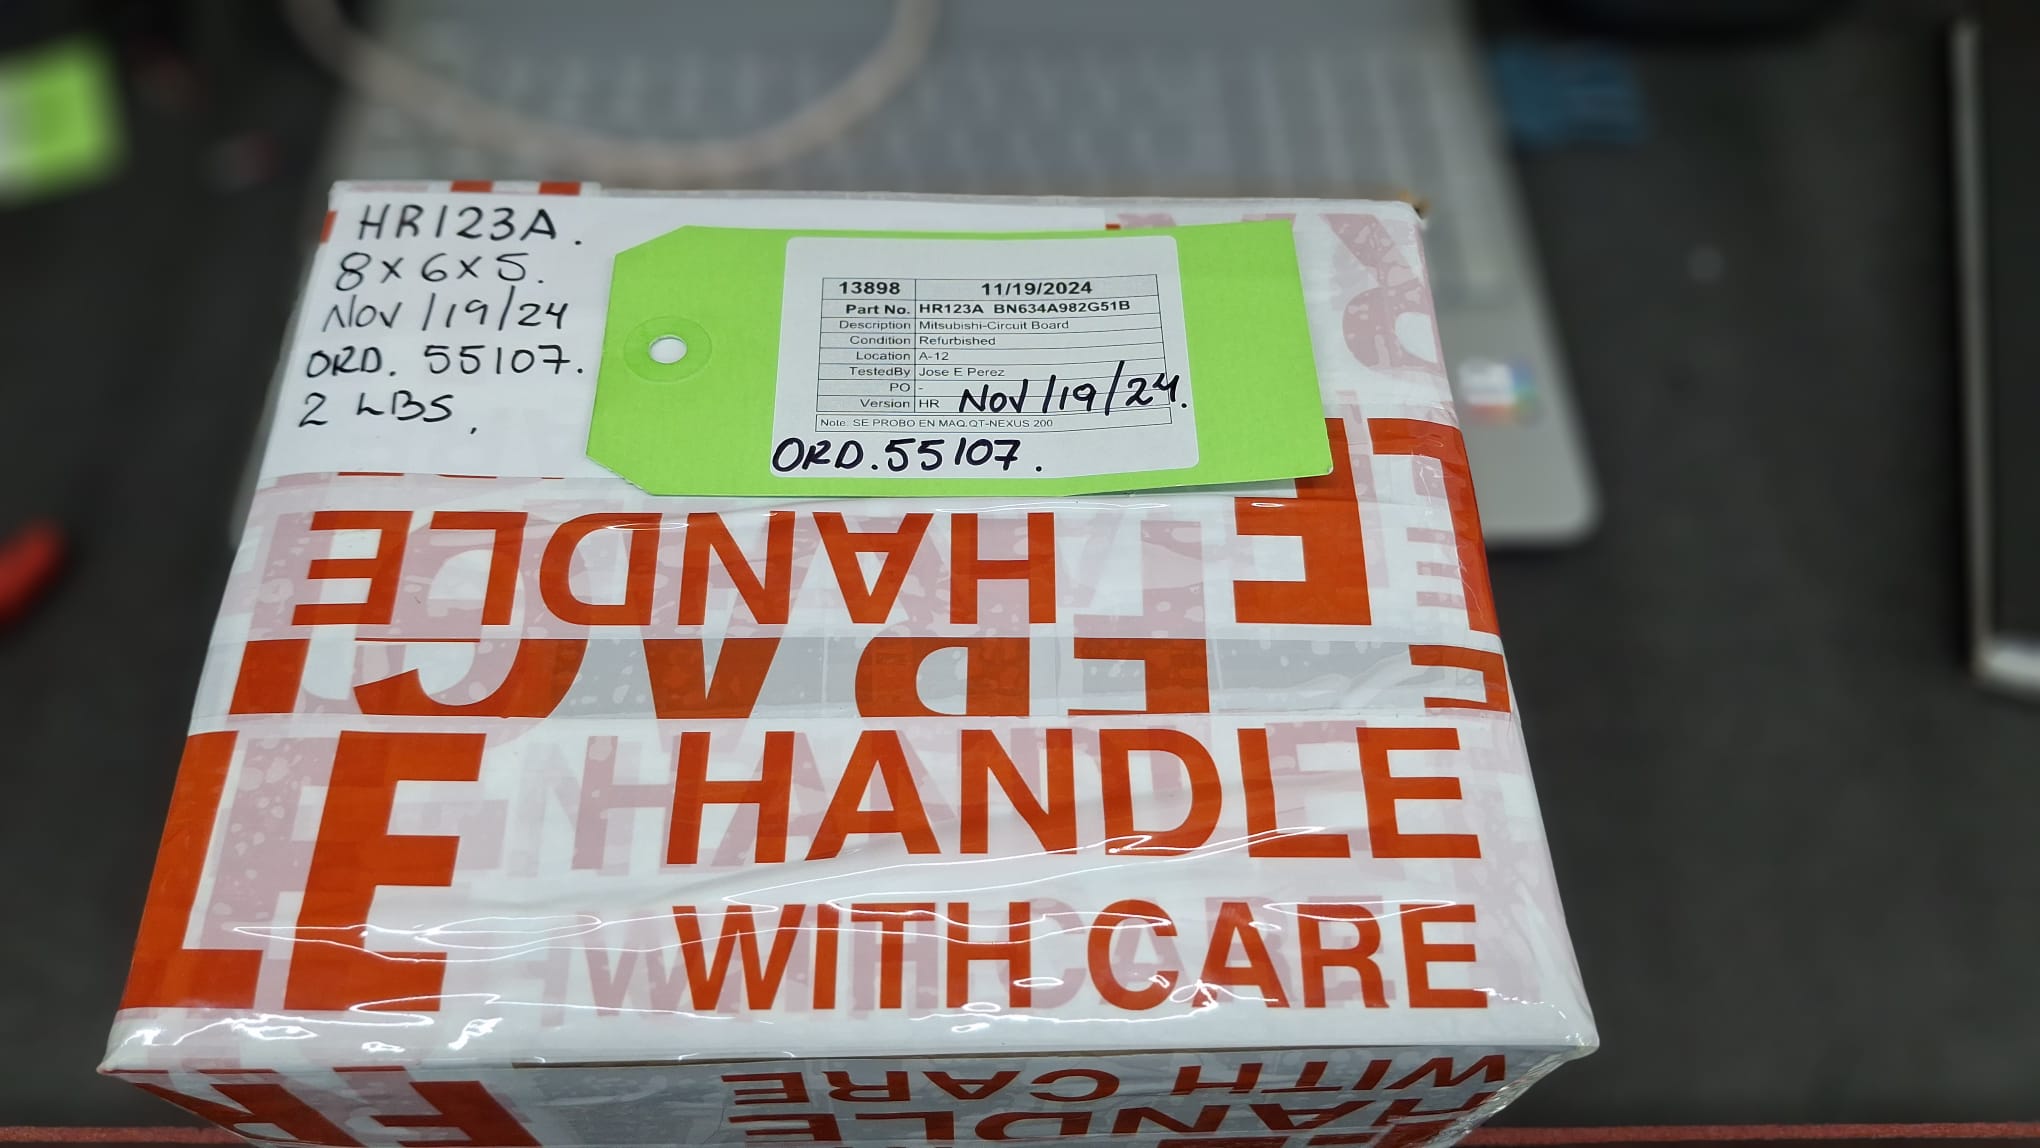 HR123A.
8x6x5.
Nov/19/24
ORD. 55107.
2 LBS.
13898 11/19/2024
Part No. HR123A BN634A982G51B
Description Mitsubishi-Circuit Board
Condition Refurbished
Location A-12
TestedBy Jose E Perez
PO -
Version HR Nov/19/24.
Note. SE PROBO EN MAQ.QT-NEXUS 200
ORD.55107.
HANDLE
CARE
LE
HANDLE
WITH CARE
WITH CARE
HANDLE